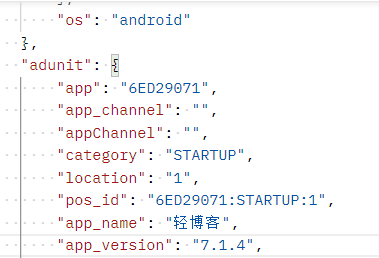 "os": "android"
},
"adunit": {
"app": "6ED29071",
"app_channel": "",
"appChannel": "",
"category": "STARTUP",
"location": "1",
"pos_id": "6ED29071:STARTUP:1",
"app_name": "轻博客",
"app_version": "7.1.4",